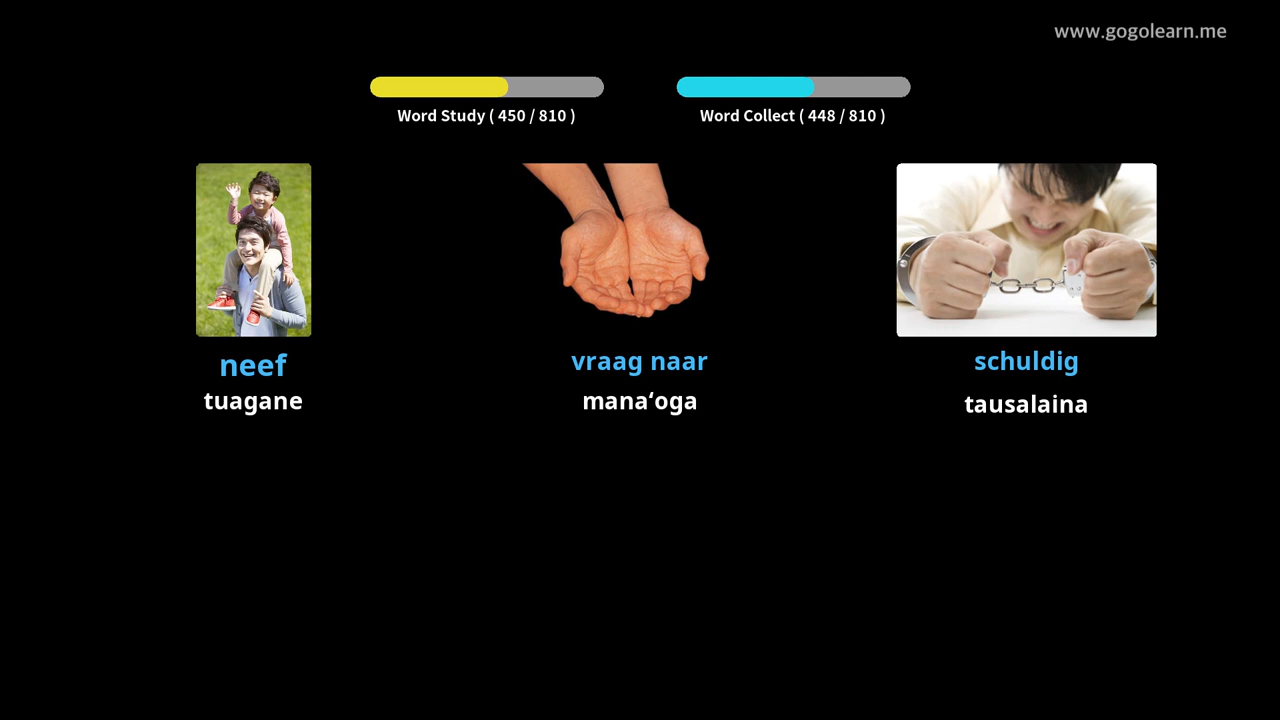 www.gogolearn.me
Word Study ( 450 / 810 )
Word Collect ( 448 / 810 )
neef
vraag naar
schuldig
tuagane
manaʻoga
tausalaina